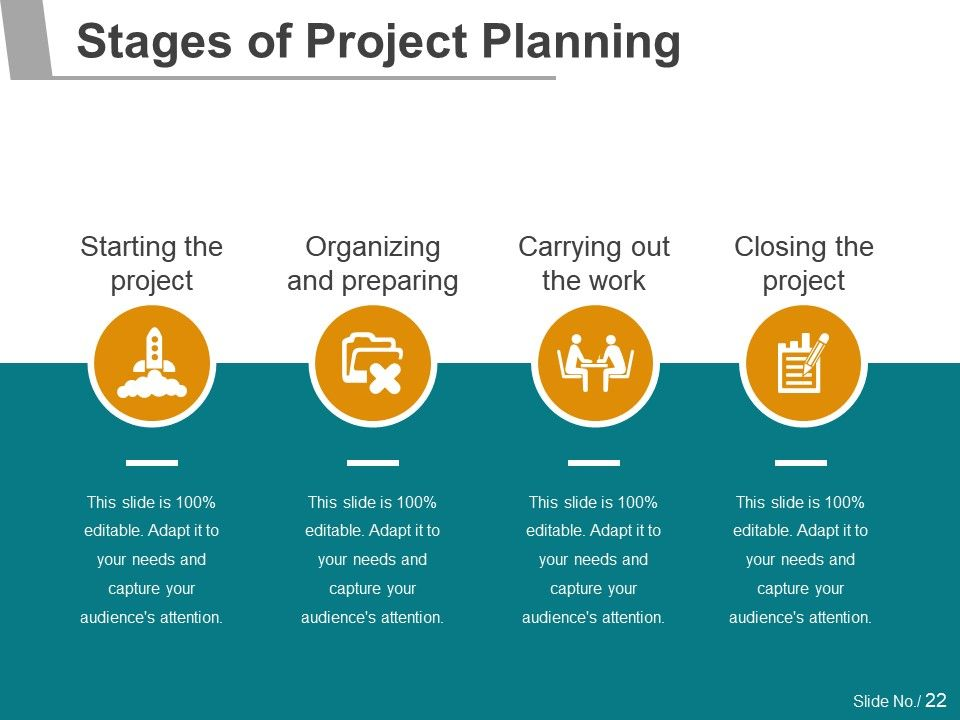 Stages of Project Planning
Starting the
project
Organizing
and preparing
Carrying out
the work
Closing the
project
This slide is 100%
editable. Adapt it to
your needs and
capture your
audience's attention.
This slide is 100%
editable. Adapt it to
your needs and
capture your
audience's attention.
This slide is 100%
editable. Adapt it to
your needs and
capture your
audience's attention.
This slide is 100%
editable. Adapt it to
your needs and
capture your
audience's attention.
Slide No./ 22